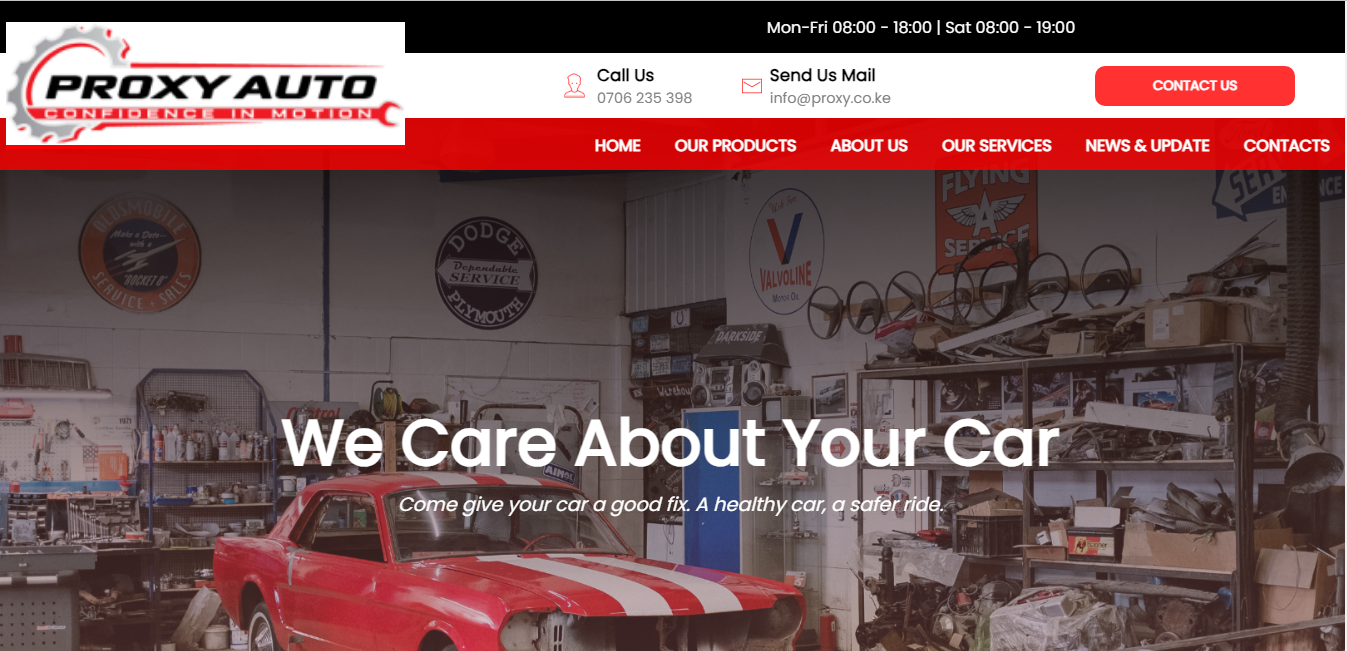 Mon-Fri 08:00 - 18:00 | Sat 08:00 - 19:00
PROXY AUTO
CONFIDENCE IN MOTION
Call Us
0706 235 398
Send Us Mail
info@proxy.co.ke
CONTACT US
HOME OUR PRODUCTS ABOUT US OUR SERVICES NEWS & UPDATE CONTACTS
OLDSMOBILE
Make a Date—
with a
"ROCKET 8"
SERVICE • SALES
DODGE
Dependable
SERVICE
PLYMOUTH
VALVOLINE
MOTOR OIL
FLYING
A
SERVICE
DARKSIDE
Warehouse
We Care About Your Car
Come give your car a good fix. A healthy car, a safer ride.